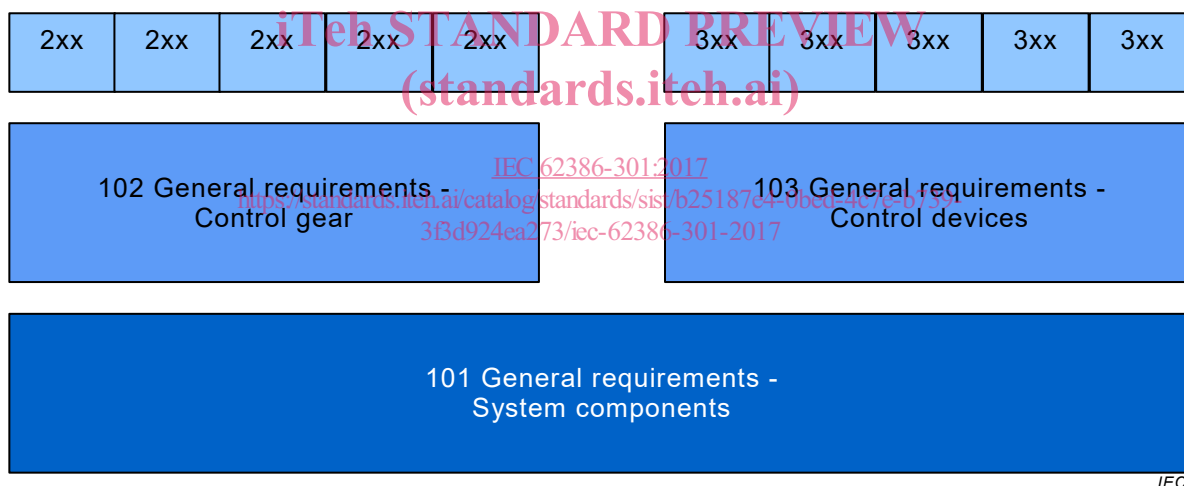 2xx 2xx 2xx 2xx 2xx 3xx 3xx 3xx 3xx 3xx
iTeh STANDARD PREVIEW
(standards.iteh.ai)
IEC 62386-301:2017
102 General requirements -
Control gear
103 General requirements -
Control devices
https://standards.iteh.ai/catalog/standards/sist/b25187e4-0bed-4c7e-b739-
3f3d924ea273/iec-62386-301-2017
101 General requirements -
System components
IEC